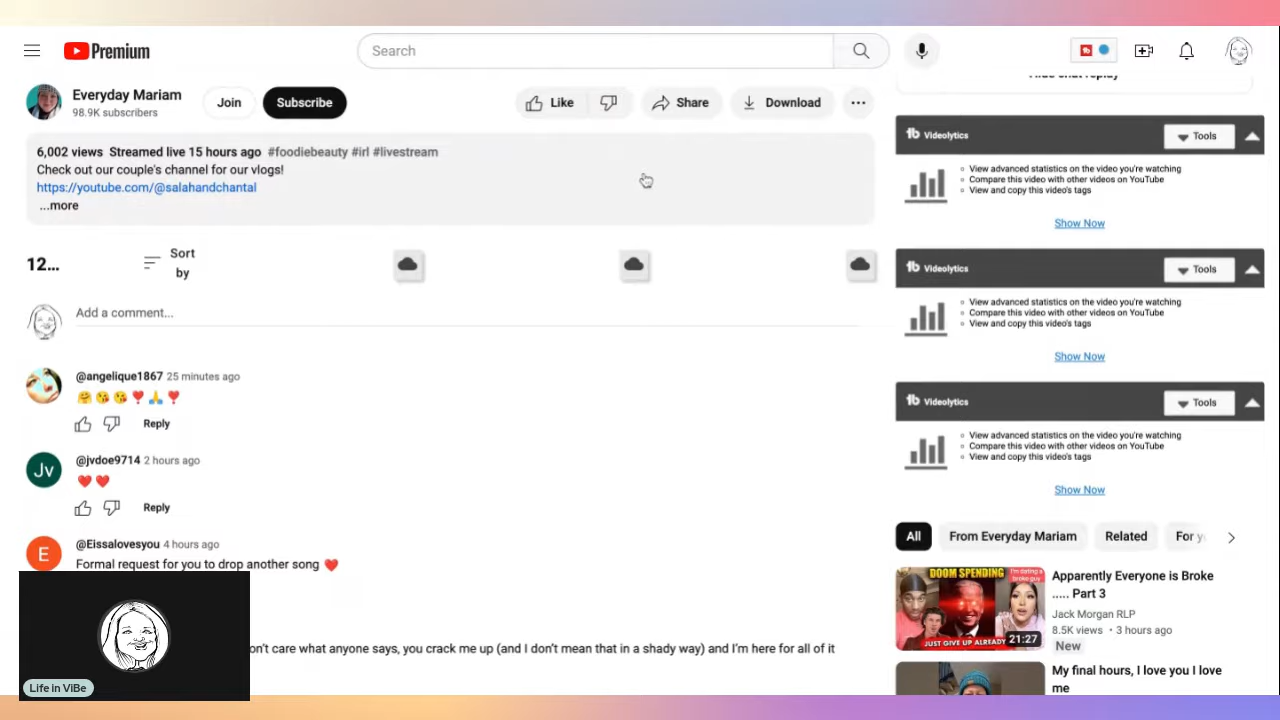 Premium
Search
Everyday Mariam
98.9K subscribers
Join
Subscribe
Like
Share
Download
6,002 views Streamed live 15 hours ago #foodiebeauty #irl #livestream
Check out our couple's channel for our vlogs!
https://youtube.com/@salahandchantal
...more
12...
Sort
by
Add a comment...
@angelique1867 25 minutes ago
Reply
Jv
@jvdoe9714 2 hours ago
Reply
E
@Eissalovesyou 4 hours ago
Formal request for you to drop another song
on't care what anyone says, you crack me up (and I don't mean that in a shady way) and I'm here for all of it
Life in ViBe
tb Videolytics
Tools
View advanced statistics on the video you're watching
Compare this video with other videos on YouTube
View and copy this video's tags
Show Now
tb Videolytics
Tools
View advanced statistics on the video you're watching
Compare this video with other videos on YouTube
View and copy this video's tags
Show Now
tb Videolytics
Tools
View advanced statistics on the video you're watching
Compare this video with other videos on YouTube
View and copy this video's tags
Show Now
All
From Everyday Mariam
Related
For y
DOOM SPENDING
I'm dating a
broke guy
JUST GIVE UP ALREADY
21:27
Apparently Everyone is Broke
..... Part 3
Jack Morgan RLP
8.5K views • 3 hours ago
New
My final hours, I love you I love
me